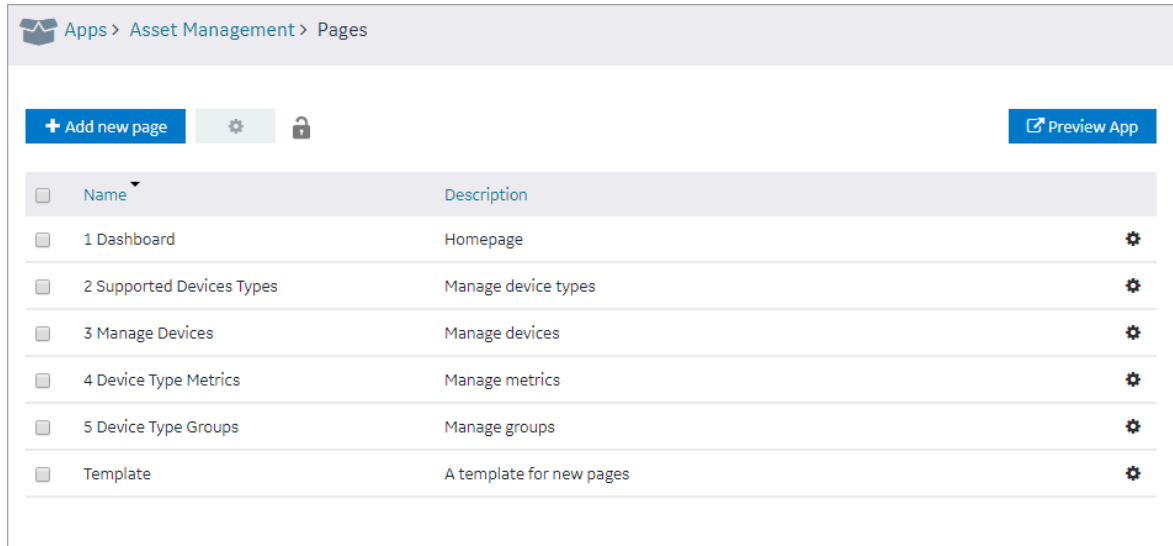 Apps > Asset Management > Pages
Add new page
Preview App
Name Description
1 Dashboard Homepage
2 Supported Devices Types Manage device types
3 Manage Devices Manage devices
4 Device Type Metrics Manage metrics
5 Device Type Groups Manage groups
Template A template for new pages